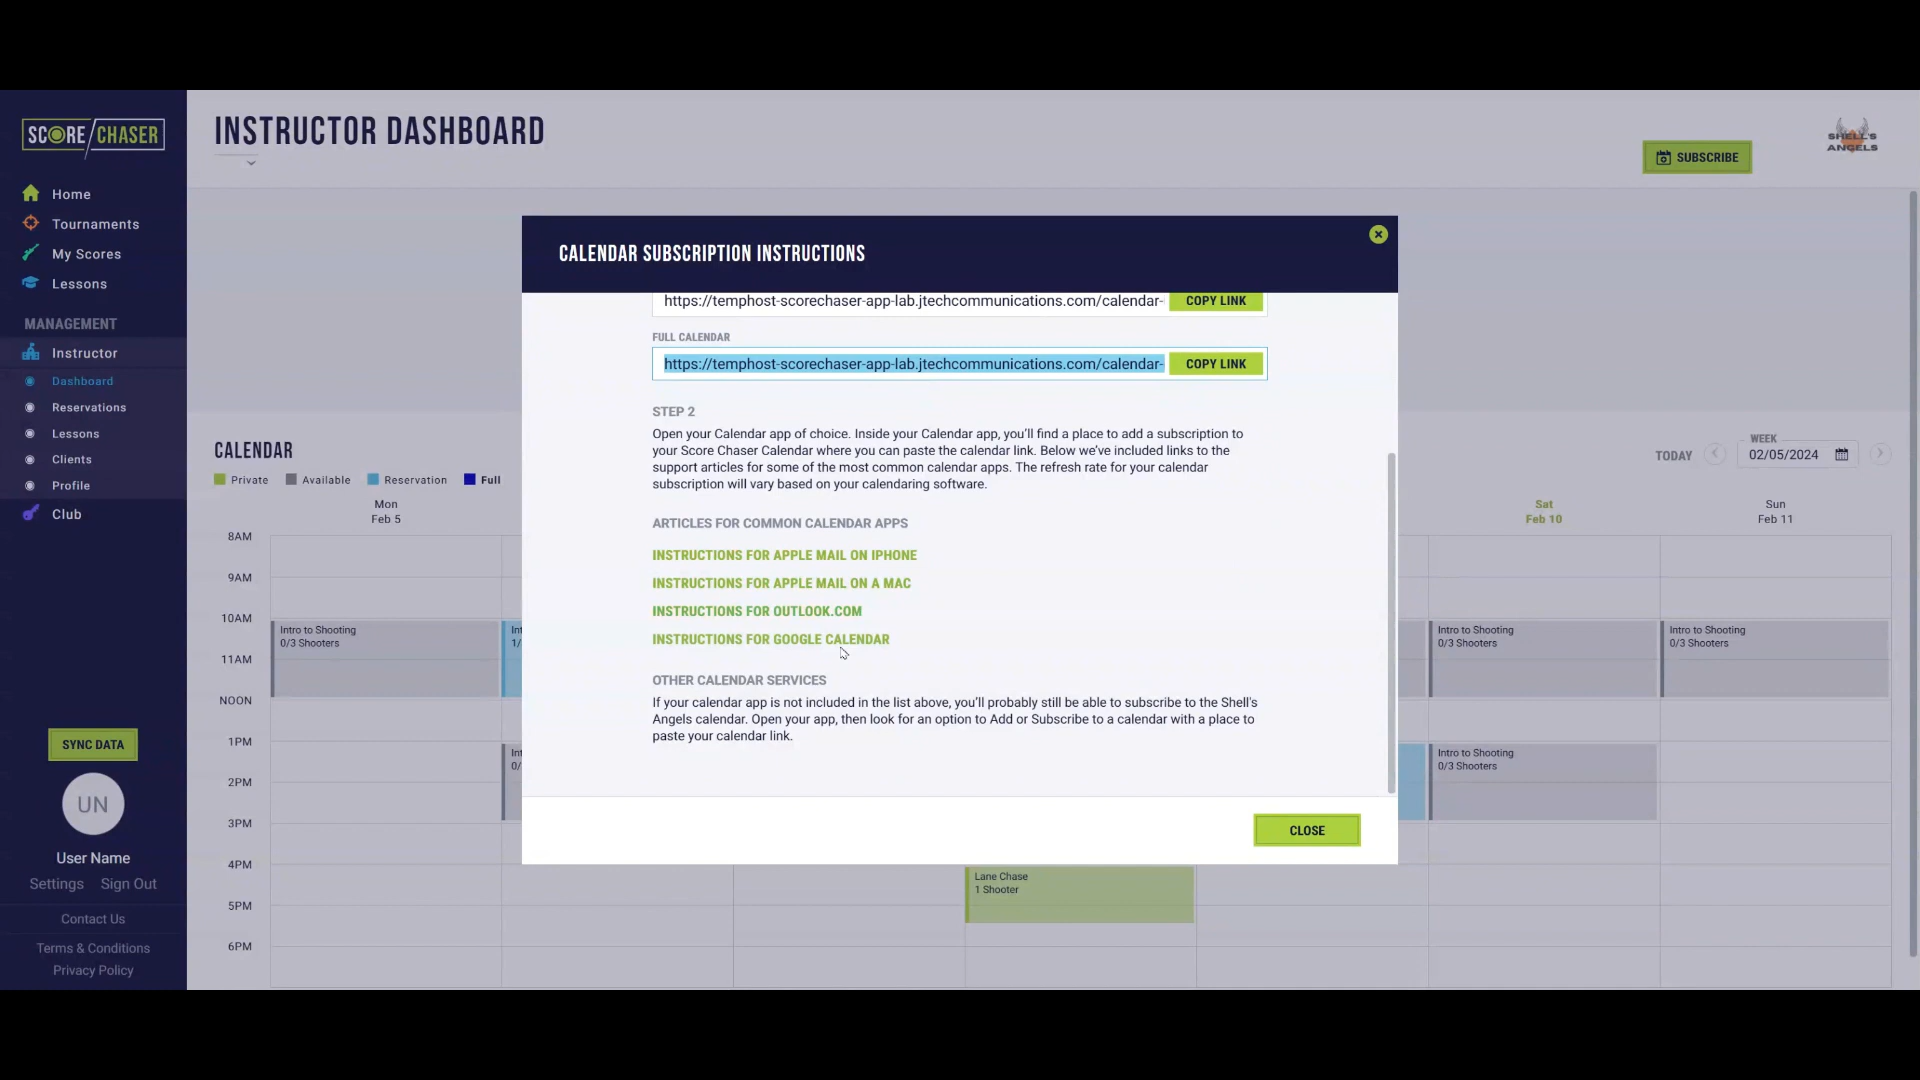 SCORE/CHASER
Home
Tournaments
My Scores
Lessons
MANAGEMENT
Instructor
Dashboard
Reservations
Lessons
Clients
Profile
Club
SYNC DATA
UN
User Name
Settings Sign Out
Contact Us
Terms & Conditions
Privacy Policy
INSTRUCTOR DASHBOARD
SUBSCRIBE
SHELL'S
ANGELS
CALENDAR SUBSCRIPTION INSTRUCTIONS
https://temphost-scorechaser-app-lab.jtechcommunications.com/calendar- COPY LINK
FULL CALENDAR
https://temphost-scorechaser-app-lab.jtechcommunications.com/calendar- COPY LINK
STEP 2
Open your Calendar app of choice. Inside your Calendar app, you'll find a place to add a subscription to
your Score Chaser Calendar where you can paste the calendar link. Below we've included links to the
support articles for some of the most common calendar apps. The refresh rate for your calendar
subscription will vary based on your calendaring software.
ARTICLES FOR COMMON CALENDAR APPS
INSTRUCTIONS FOR APPLE MAIL ON IPHONE
INSTRUCTIONS FOR APPLE MAIL ON A MAC
INSTRUCTIONS FOR OUTLOOK.COM
INSTRUCTIONS FOR GOOGLE CALENDAR
OTHER CALENDAR SERVICES
If your calendar app is not included in the list above, you'll probably still be able to subscribe to the Shell's
Angels calendar. Open your app, then look for an option to Add or Subscribe to a calendar with a place to
paste your calendar link.
CLOSE
CALENDAR
Private Available Reservation Full
TODAY
WEEK
02/05/2024
Mon
Feb 5
Sat
Feb 10
Sun
Feb 11
8AM
9AM
10AM
11AM
NOON
1PM
2PM
3PM
4PM
5PM
6PM
Intro to Shooting
0/3 Shooters
Int
1/
Int
0/
Lane Chase
1 Shooter
Intro to Shooting
0/3 Shooters
Intro to Shooting
0/3 Shooters
Intro to Shooting
0/3 Shooters